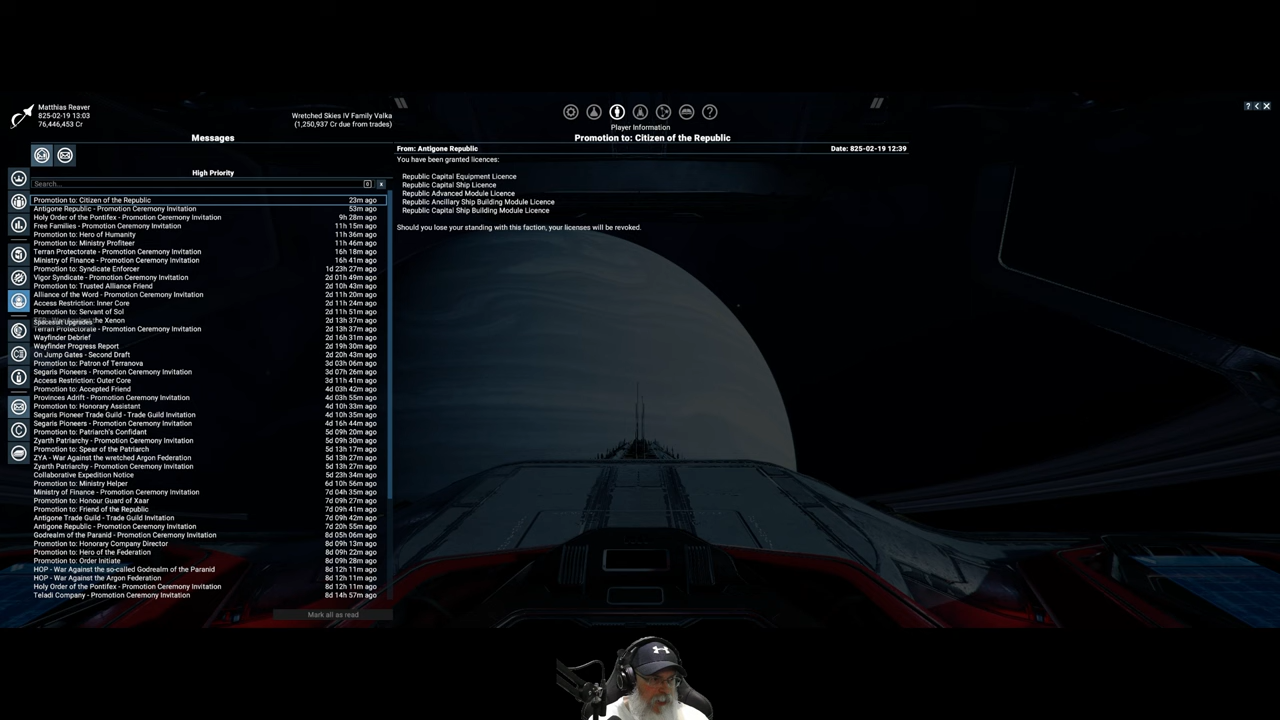 Matthias Reaver
825-02-19 13:03
76,446,453 Cr
Wretched Skies IV Family Valka
(1,250,937 Cr due from trades)
?
Player Information
? X
Messages
Promotion to: Citizen of the Republic
From: Antigone Republic
Date: 825-02-19 12:39
You have been granted licences:
Republic Capital Equipment Licence
Republic Capital Ship Licence
Republic Advanced Module Licence
Republic Ancillary Ship Building Module Licence
Republic Capital Ship Building Module Licence
Should you lose your standing with this faction, your licenses will be revoked.
High Priority
Search...
x
Promotion to: Citizen of the Republic 23m ago
Antigone Republic - Promotion Ceremony Invitation 53m ago
Holy Order of the Pontifex - Promotion Ceremony Invitation 9h 28m ago
Free Families - Promotion Ceremony Invitation 11h 15m ago
Promotion to: Hero of Humanity 11h 36m ago
Promotion to: Ministry Profiteer 11h 46m ago
Terran Protectorate - Promotion Ceremony Invitation 16h 18m ago
Ministry of Finance - Promotion Ceremony Invitation 16h 41m ago
Promotion to: Syndicate Enforcer 1d 23h 27m ago
Vigor Syndicate - Promotion Ceremony Invitation 2d 01h 49m ago
Promotion to: Trusted Alliance Friend 2d 10h 43m ago
Alliance of the Word - Promotion Ceremony Invitation 2d 11h 20m ago
Access Restriction: Inner Core 2d 11h 24m ago
Promotion to: Servant of Sol 2d 11h 51m ago
the Xenon 2d 13h 37m ago
Spacesuit Upgrades
Terran Protectorate - Promotion Ceremony Invitation 2d 13h 37m ago
Wayfinder Debrief 2d 16h 31m ago
Wayfinder Progress Report 2d 19h 30m ago
On Jump Gates - Second Draft 2d 20h 43m ago
Promotion to: Patron of Terranova 3d 03h 06m ago
Segaris Pioneers - Promotion Ceremony Invitation 3d 07h 26m ago
Access Restriction: Outer Core 3d 11h 41m ago
Promotion to: Accepted Friend 4d 03h 42m ago
Provinces Adrift - Promotion Ceremony Invitation 4d 03h 55m ago
Promotion to: Honorary Assistant 4d 10h 33m ago
Segaris Pioneer Trade Guild - Trade Guild Invitation 4d 10h 35m ago
Segaris Pioneers - Promotion Ceremony Invitation 4d 16h 44m ago
Promotion to: Patriarch's Confidant 5d 09h 20m ago
Zyarth Patriarchy - Promotion Ceremony Invitation 5d 09h 30m ago
Promotion to: Spear of the Patriarch 5d 13h 17m ago
ZYA - War Against the wretched Argon Federation 5d 13h 27m ago
Zyarth Patriarchy - Promotion Ceremony Invitation 5d 13h 27m ago
Collaborative Expedition Notice 5d 23h 34m ago
Promotion to: Ministry Helper 6d 10h 56m ago
Ministry of Finance - Promotion Ceremony Invitation 7d 04h 35m ago
Promotion to: Honour Guard of Xaar 7d 09h 27m ago
Promotion to: Friend of the Republic 7d 09h 41m ago
Antigone Trade Guild - Trade Guild Invitation 7d 09h 42m ago
Antigone Republic - Promotion Ceremony Invitation 7d 20h 55m ago
Godrealm of the Paranid - Promotion Ceremony Invitation 8d 05h 06m ago
Promotion to: Honorary Company Director 8d 09h 13m ago
Promotion to: Hero of the Federation 8d 09h 22m ago
Promotion to: Order Initiate 8d 09h 28m ago
HOP - War Against the so-called Godrealm of the Paranid 8d 12h 11m ago
HOP - War Against the Argon Federation 8d 12h 11m ago
Holy Order of the Pontifex - Promotion Ceremony Invitation 8d 12h 11m ago
Teladi Company - Promotion Ceremony Invitation 8d 14h 57m ago
Mark all as read